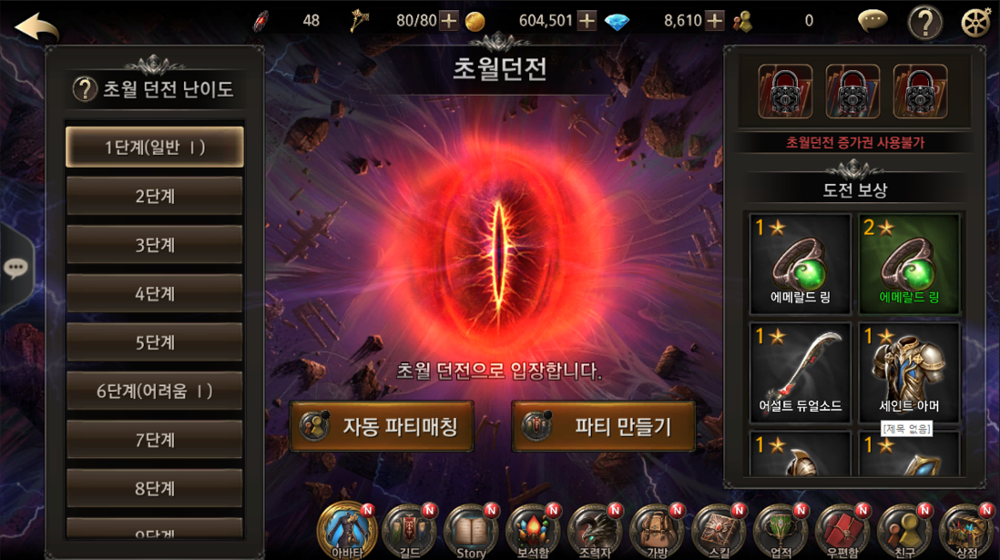 48
80/80
604,501
8,610
0
초월던전
초월 던전 난이도
1단계(일반 Ⅰ)
2단계
3단계
4단계
5단계
6단계(어려움 Ⅰ)
7단계
8단계
9단계
초월 던전으로 입장합니다.
자동 파티매칭
파티 만들기
초월던전 증가권 사용불가
도전 보상
1
에메랄드 링
2
에메랄드 링
1
어설트 듀얼소드
1
세인트 아머
[제목 없음]
1
1
N N N N N N N N N N N
아바타 길드 Story 보석함 조력자 가방 스킬 업적 우편함 친구 상점